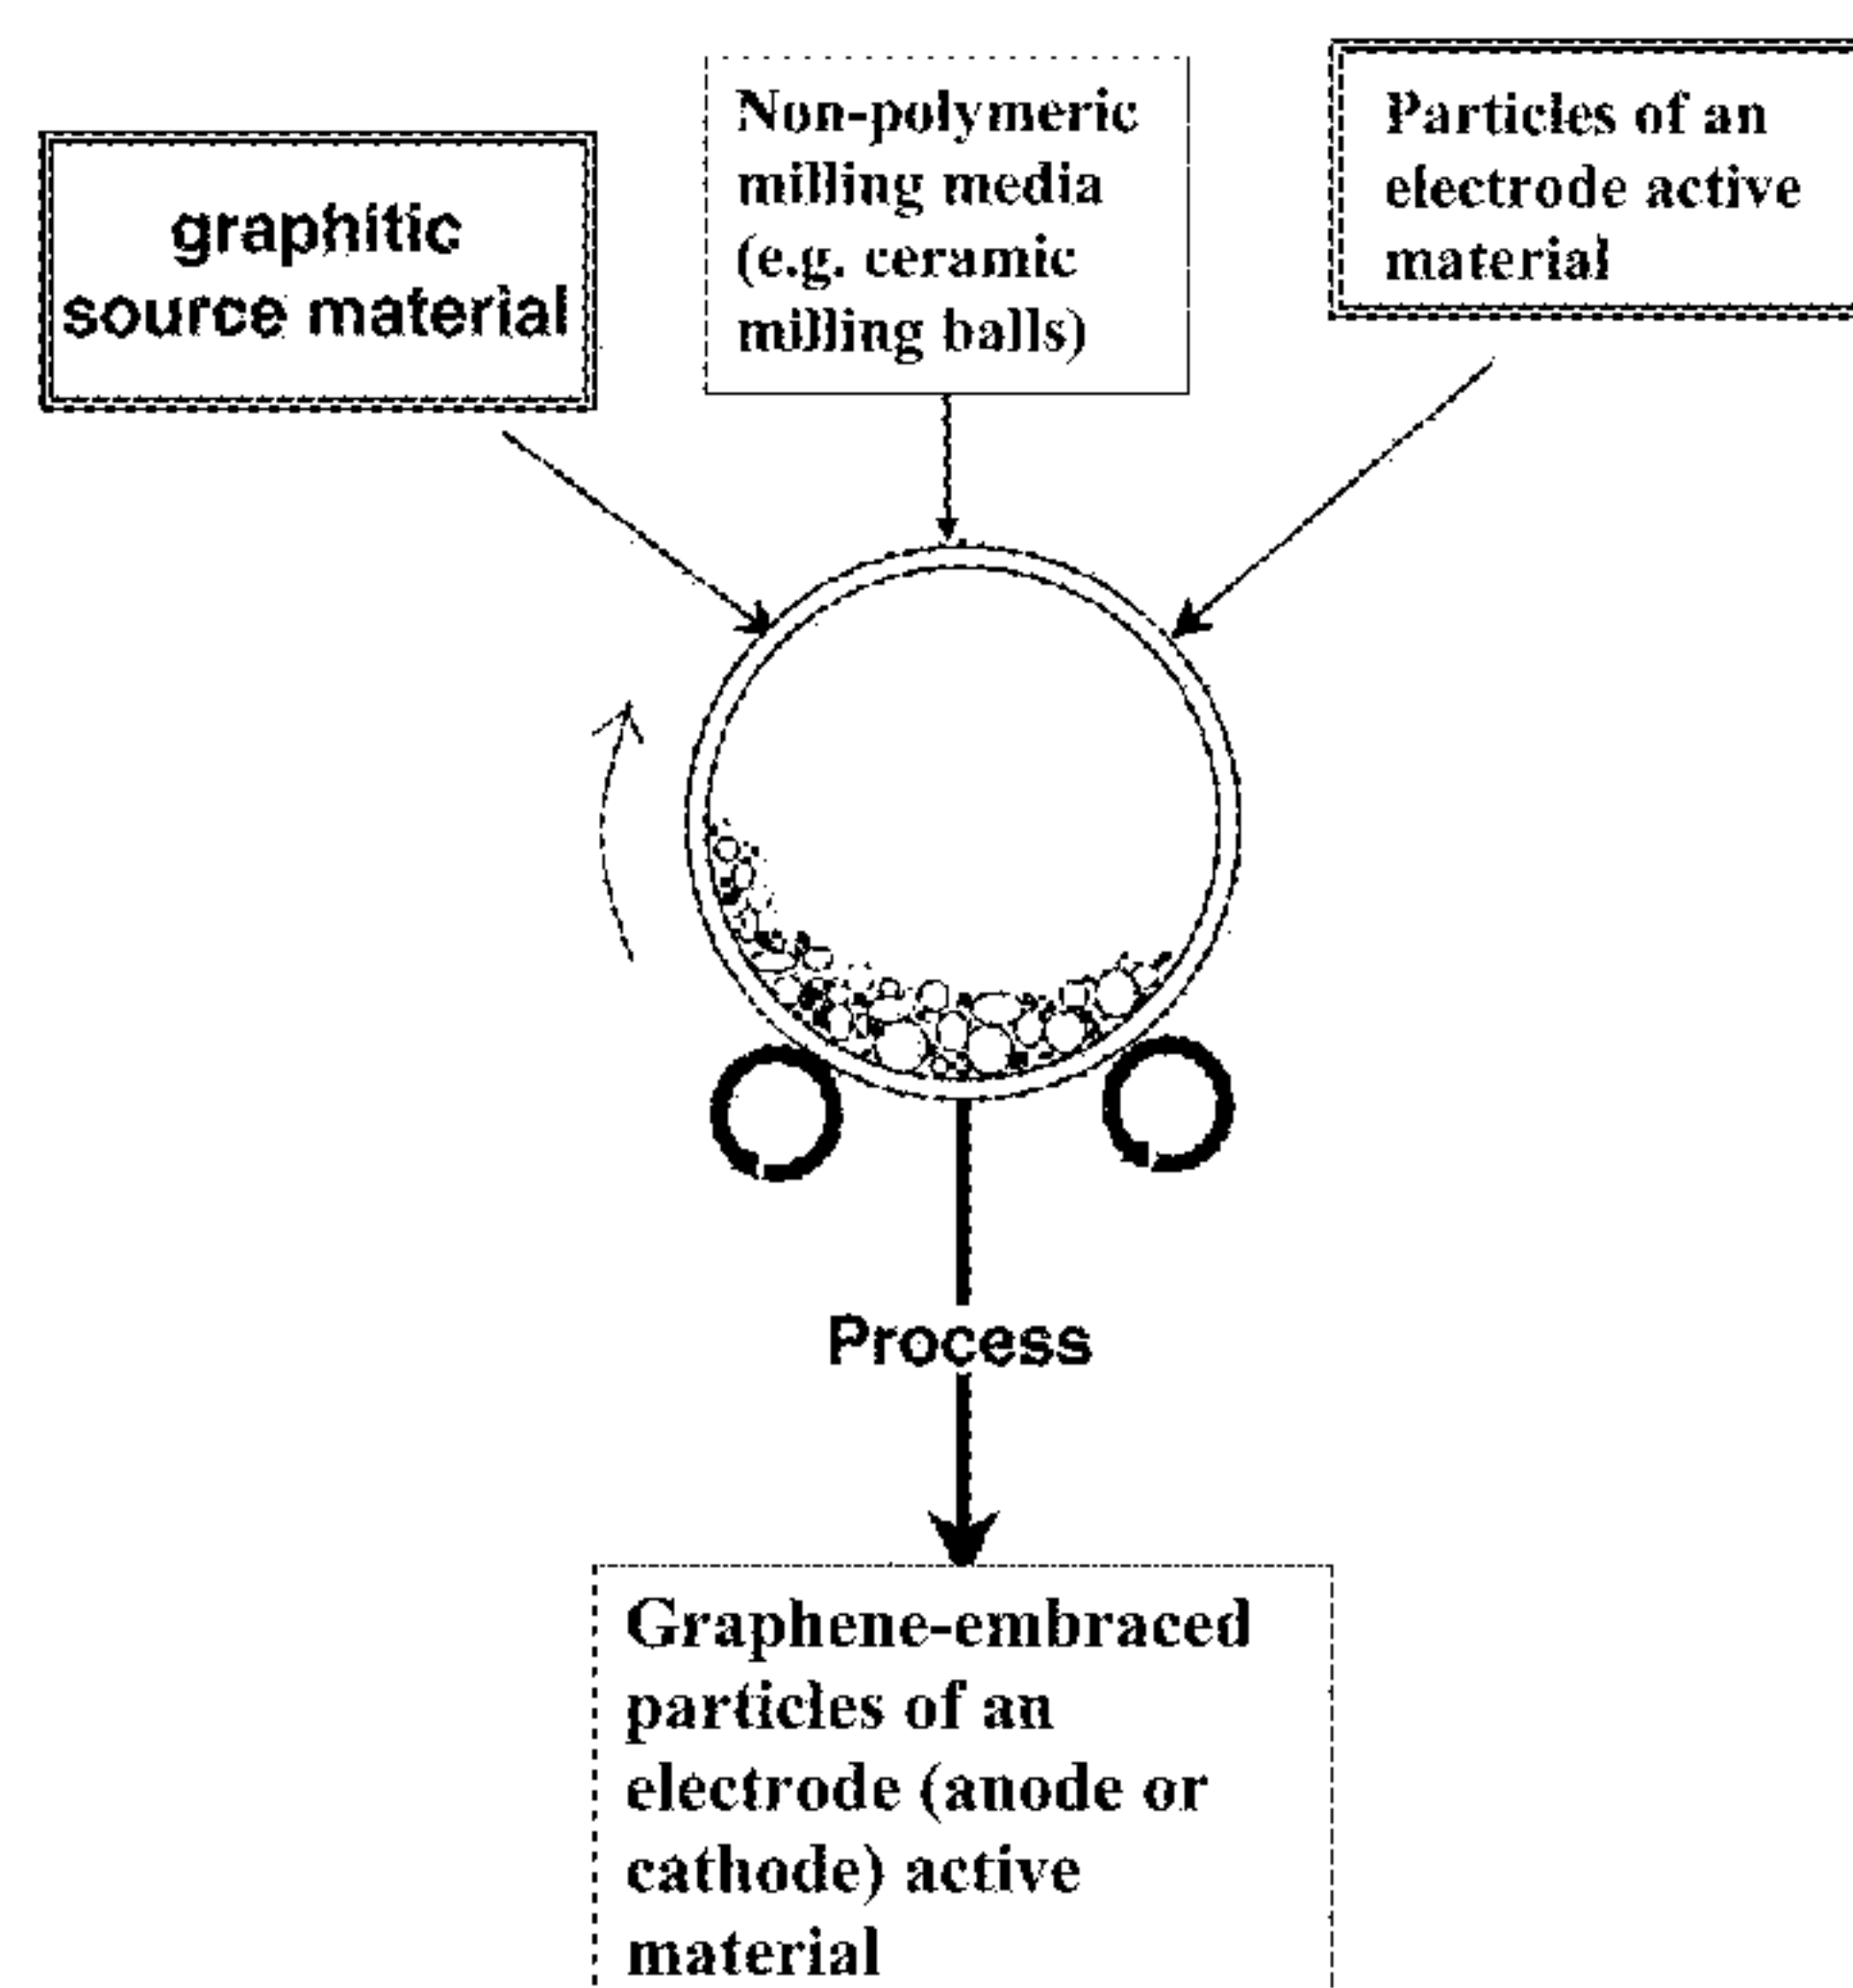 graphitic
source material
Non-polymeric
milling media
(e.g. ceramic
milling balls)
Particles of an
electrode active
material
Process
Graphene-embraced
particles of an
electrode (anode or
cathode) active
material